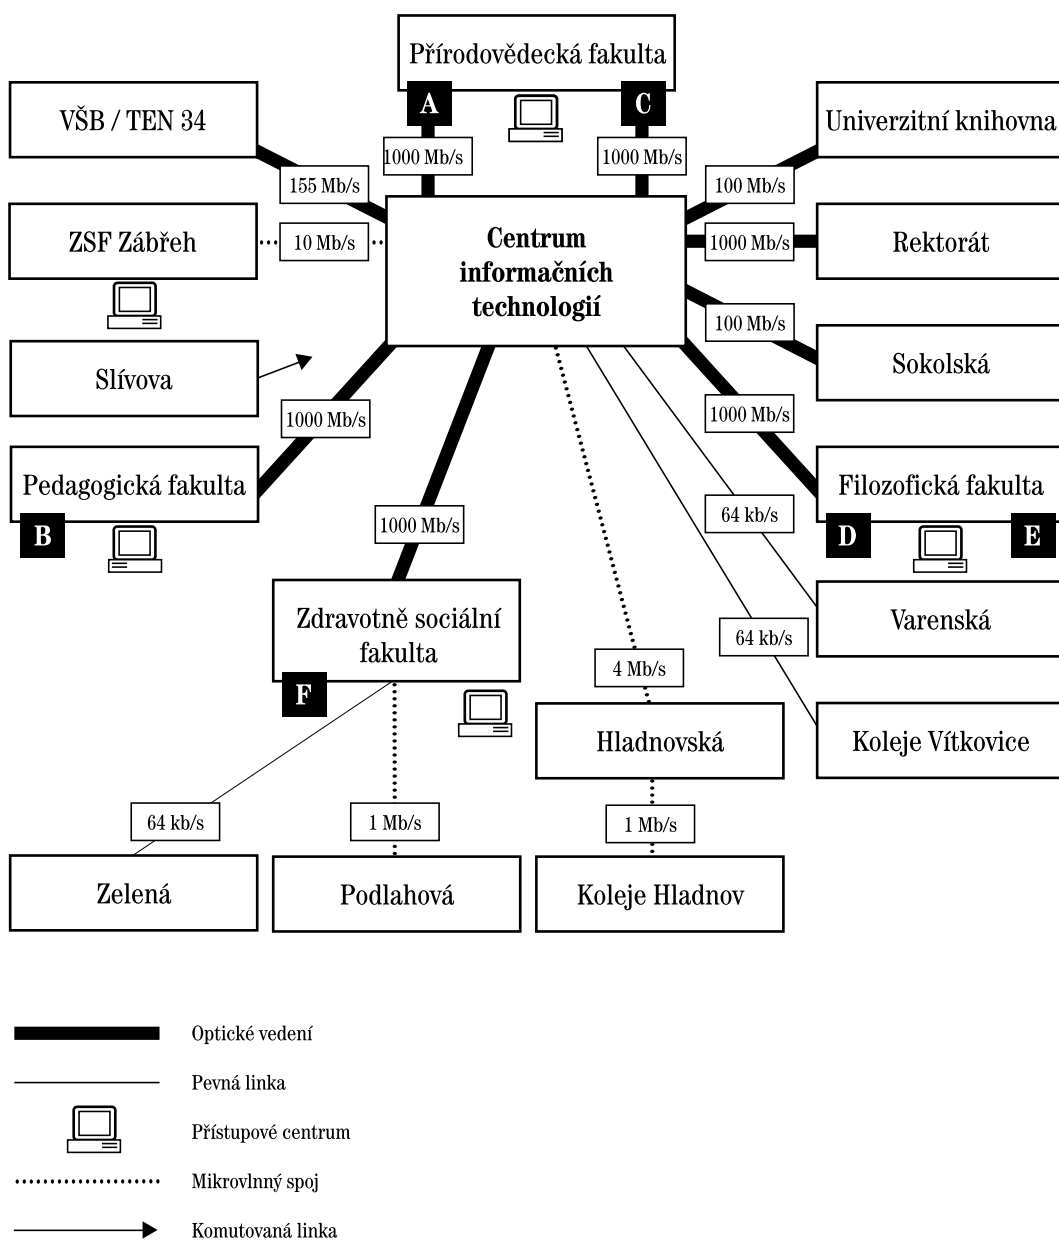 Přírodovědecká fakulta
A
C
1000 Mb/s
1000 Mb/s
VŠB / TEN 34
155 Mb/s
Univerzitní knihovna
100 Mb/s
ZSF Zábřeh
10 Mb/s
Centrum
informačních
technologií
1000 Mb/s
Rektorát
100 Mb/s
Sokolská
Slívova
1000 Mb/s
1000 Mb/s
Pedagogická fakulta
B
Filozofická fakulta
D
E
1000 Mb/s
64 kb/s
Zdravotně sociální
fakulta
F
Varenská
64 kb/s
4 Mb/s
Hladnovská
Koleje Vítkovice
64 kb/s
1 Mb/s
1 Mb/s
Zelená
Podlahová
Koleje Hladnov
Optické vedení
Pevná linka
Přístupové centrum
Mikrovlnný spoj
Komutovaná linka